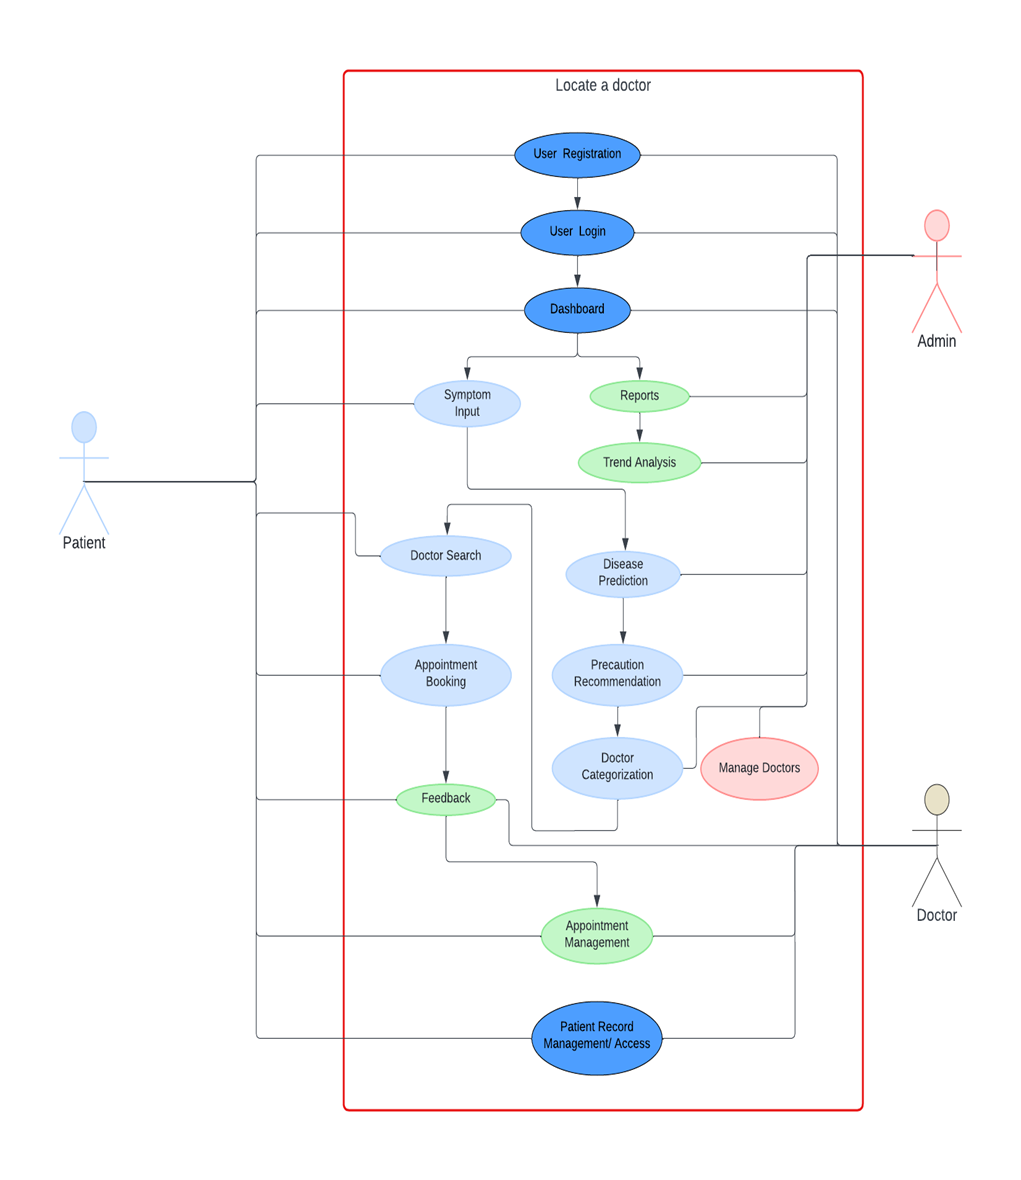 Locate a doctor
User Registration
User Login
Admin
Dashboard
Symptom
Input
Reports
Trend Analysis
Patient
Doctor Search
Disease
Prediction
Appointment
Booking
Precaution
Recommendation
Doctor
Categorization
Manage Doctors
Feedback
Doctor
Appointment
Management
Patient Record
Management/ Access